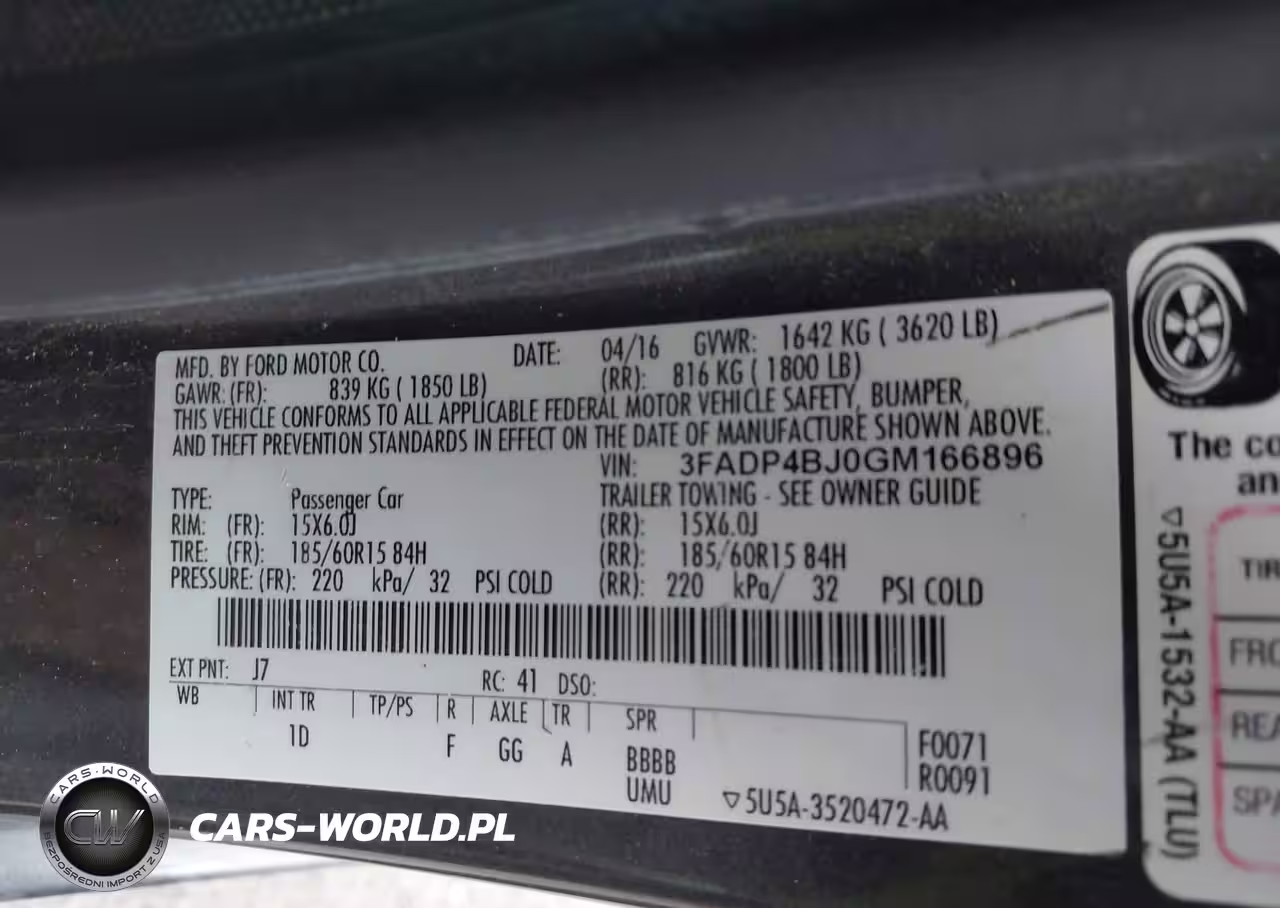 MFD. BY FORD MOTOR CO. DATE: 04/16 GVWR: 1642 KG ( 3620 LB)
GAWR: (FR): 839 KG ( 1850 LB) (RR): 816 KG ( 1800 LB)
THIS VEHICLE CONFORMS TO ALL APPLICABLE FEDERAL MOTOR VEHICLE SAFETY, BUMPER,
AND THEFT PREVENTION STANDARDS IN EFFECT ON THE DATE OF MANUFACTURE SHOWN ABOVE.
VIN: 3FADP4BJ0GM166896
TYPE: Passenger Car TRAILER TOWING - SEE OWNER GUIDE
RIM: (FR): 15X6.0J (RR): 15X6.0J
TIRE: (FR): 185/60R15 84H (RR): 185/60R15 84H
PRESSURE: (FR): 220 kPa/ 32 PSI COLD (RR): 220 kPa/ 32 PSI COLD
EXT PNT: J7 RC: 41 DSO:
WB INT TR TP/PS R AXLE TR SPR
1D F GG A BBBB F0071
UMU R0091
▽5U5A-3520472-AA
The co
an
▽5U5A-1532-AA (TLU)
TIR
FRO
REA
SPA
CARS-WORLD
CW
BEZPOŚREDNI IMPORT Z USA
CARS-WORLD.PL